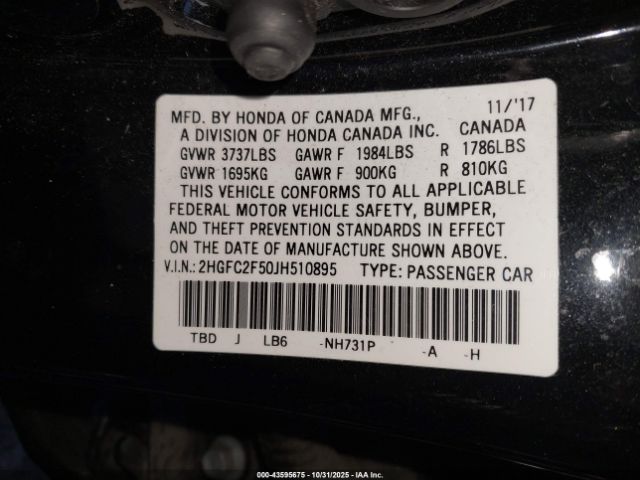 MFD. BY HONDA OF CANADA MFG., 11/'17
A DIVISION OF HONDA CANADA INC. CANADA
GVWR 3737LBS GAWR F 1984LBS R 1786LBS
GVWR 1695KG GAWR F 900KG R 810KG
THIS VEHICLE CONFORMS TO ALL APPLICABLE
FEDERAL MOTOR VEHICLE SAFETY, BUMPER,
AND THEFT PREVENTION STANDARDS IN EFFECT
ON THE DATE OF MANUFACTURE SHOWN ABOVE.
V.I.N.: 2HGFC2F50JH510895 TYPE: PASSENGER CAR
TBD J LB6 -NH731P -A -H
000-43595675 - 10/31/2025 - © IAA, Inc.